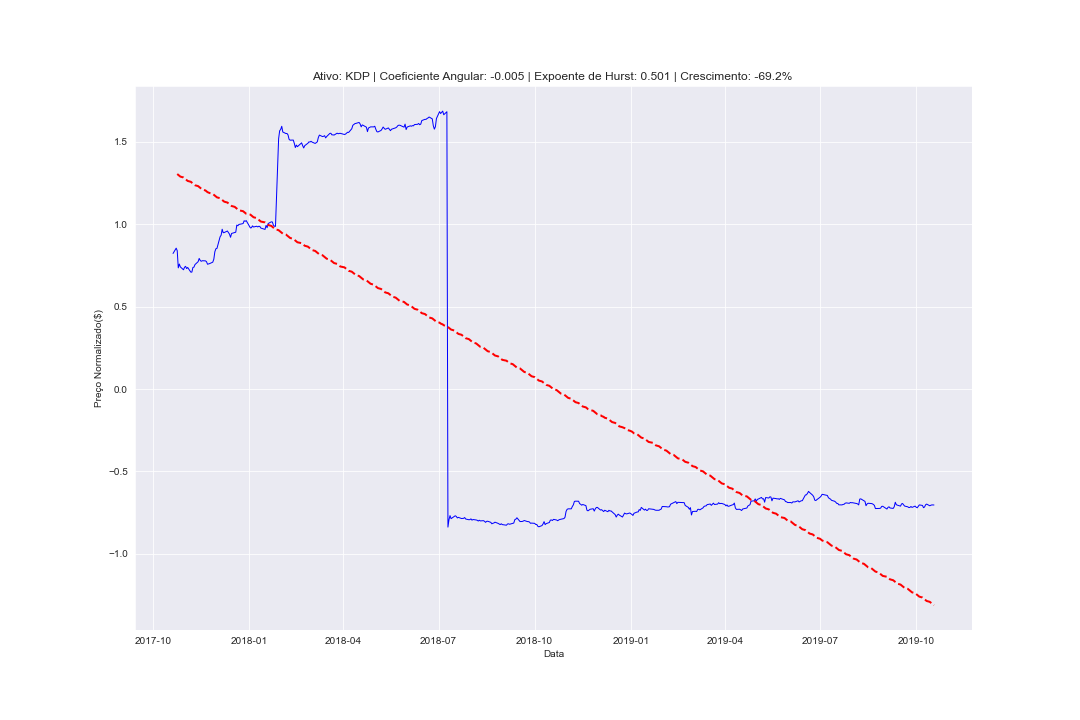 Ativo: KDP | Coeficiente Angular: -0.005 | Expoente de Hurst: 0.501 | Crescimento: -69.2%
Preço Normalizado($)
1.5
1.0
0.5
0.0
−0.5
−1.0
2017-10 2018-01 2018-04 2018-07 2018-10 2019-01 2019-04 2019-07 2019-10
Data